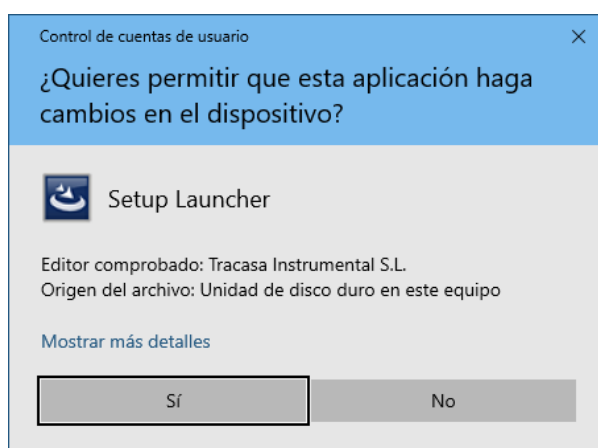 Control de cuentas de usuario
¿Quieres permitir que esta aplicación haga
cambios en el dispositivo?
Setup Launcher
Editor comprobado: Tracasa Instrumental S.L.
Origen del archivo: Unidad de disco duro en este equipo
Mostrar más detalles
Sí
No